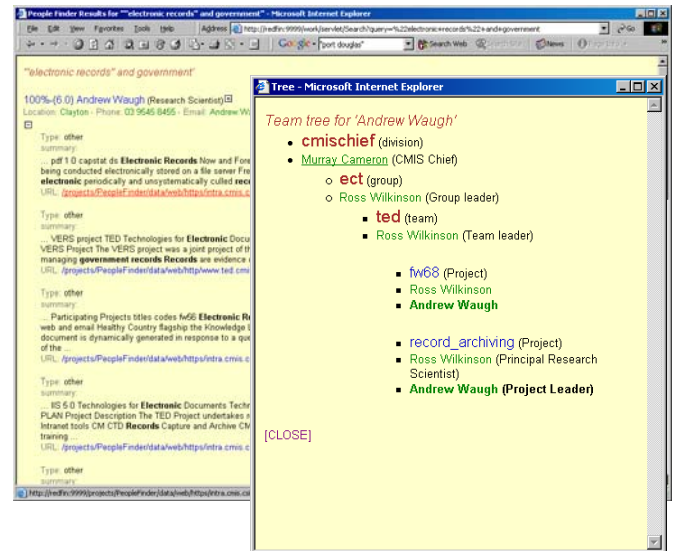 People Finder Results for ""electronic records" and government" - Microsoft Internet Explorer
File Edit View Favorites Tools Help Address http://redfin:9999/work/servlet/Search?query=%22electronic+records%22+and+government Go
Google "port douglas" Search Web News
"electronic records" and government'
100%-(6.0) Andrew Waugh (Research Scientist)
Location: Clayton - Phone: 03 9545 8455 - Email: Andrew.W
Type: other
summary:
... pdf 1 0 capstat ds Electronic Records Now and Fore
being conducted electronically stored on a file server Fre
electronic periodically and unsystematically culled reco
URL: /projects/PeopleFinder/data/web/https/intra.cmis.c
Type: other
summary:
... VERS project TED Technologies for Electronic Docu
VERS Project The VERS project was a joint project of th
managing government records Records are evidence o
URL: /projects/PeopleFinder/data/web/http/www.ted.cmi
Type: other
summary:
... Participating Projects titles codes fw56 Electronic R
web and email Healthy Country flagship the Knowledge
document is dynamically generated in response to a que
of the ...
URL: /projects/PeopleFinder/data/web/https/intra.cmis.c
Type: other
summary:
... IIS 5 0 Technologies for Electronic Documents Techn
PLAN Project Description The TED Project undertakes r
Intranet tools CM CTD Records Capture and Archive CM
training ...
URL: /projects/PeopleFinder/data/web/https/intra.cmis.c
Type: other
summary:
http://redfin:9999/projects/PeopleFinder/data/web/https/intra.cmis.csi
Tree - Microsoft Internet Explorer
Team tree for 'Andrew Waugh'
cmischief (division)
Murray Cameron (CMIS Chief)
ect (group)
Ross Wilkinson (Group leader)
ted (team)
Ross Wilkinson (Team leader)
fw68 (Project)
Ross Wilkinson
Andrew Waugh
record_archiving (Project)
Ross Wilkinson (Principal Research
Scientist)
Andrew Waugh (Project Leader)
[CLOSE]